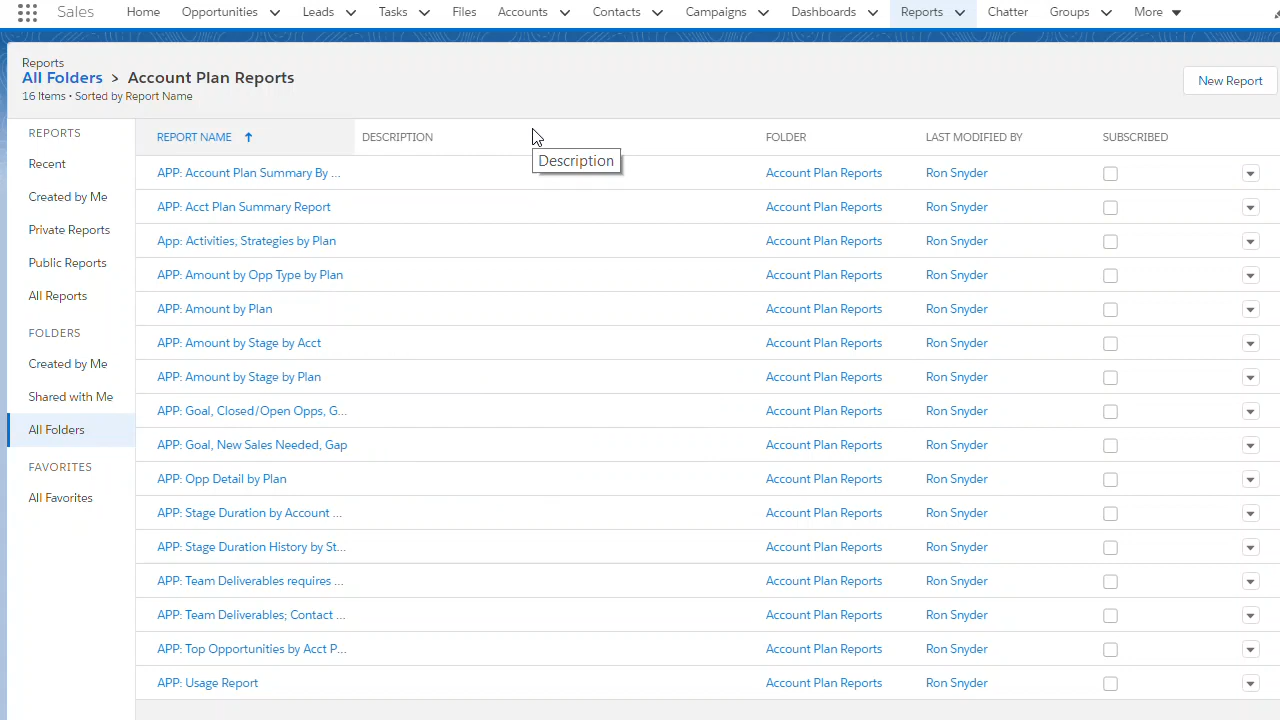 Sales Home Opportunities Leads Tasks Files Accounts Contacts Campaigns Dashboards Reports Chatter Groups More
Reports
All Folders > Account Plan Reports
16 Items • Sorted by Report Name
New Report
REPORTS
Recent
Created by Me
Private Reports
Public Reports
All Reports
FOLDERS
Created by Me
Shared with Me
All Folders
FAVORITES
All Favorites
REPORT NAME DESCRIPTION FOLDER LAST MODIFIED BY SUBSCRIBED
Description
APP: Account Plan Summary By ... Account Plan Reports Ron Snyder
APP: Acct Plan Summary Report Account Plan Reports Ron Snyder
App: Activities, Strategies by Plan Account Plan Reports Ron Snyder
APP: Amount by Opp Type by Plan Account Plan Reports Ron Snyder
APP: Amount by Plan Account Plan Reports Ron Snyder
APP: Amount by Stage by Acct Account Plan Reports Ron Snyder
APP: Amount by Stage by Plan Account Plan Reports Ron Snyder
APP: Goal, Closed/Open Opps, G... Account Plan Reports Ron Snyder
APP: Goal, New Sales Needed, Gap Account Plan Reports Ron Snyder
APP: Opp Detail by Plan Account Plan Reports Ron Snyder
APP: Stage Duration by Account ... Account Plan Reports Ron Snyder
APP: Stage Duration History by St... Account Plan Reports Ron Snyder
APP: Team Deliverables requires ... Account Plan Reports Ron Snyder
APP: Team Deliverables; Contact ... Account Plan Reports Ron Snyder
APP: Top Opportunities by Acct P... Account Plan Reports Ron Snyder
APP: Usage Report Account Plan Reports Ron Snyder